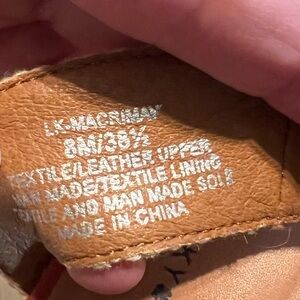 LK-MACRIMAY
8M/38½
TEXTILE/LEATHER UPPER
MAN MADE/TEXTILE LINING
TEXTILE AND MAN MADE SOLE
MADE IN CHINA